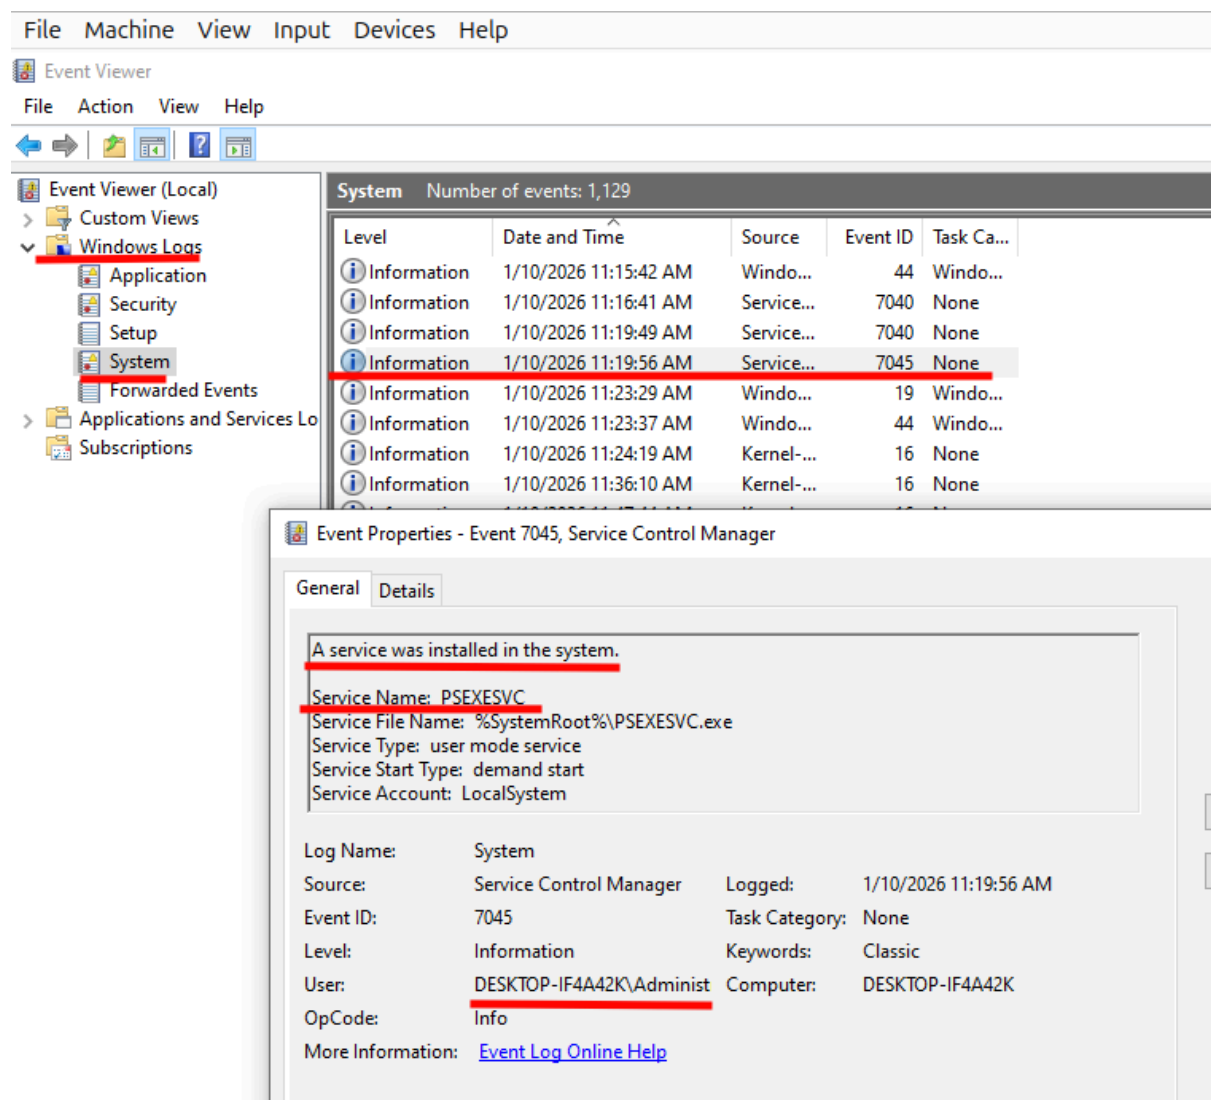 File Machine View Input Devices Help
Event Viewer
File Action View Help
Event Viewer (Local)
Custom Views
Windows Logs
Application
Security
Setup
System
Forwarded Events
Applications and Services Lo
Subscriptions
System Number of events: 1,129
Level Date and Time Source Event ID Task Ca...
Information 1/10/2026 11:15:42 AM Windo... 44 Windo...
Information 1/10/2026 11:16:41 AM Service... 7040 None
Information 1/10/2026 11:19:49 AM Service... 7040 None
Information 1/10/2026 11:19:56 AM Service... 7045 None
Information 1/10/2026 11:23:29 AM Windo... 19 Windo...
Information 1/10/2026 11:23:37 AM Windo... 44 Windo...
Information 1/10/2026 11:24:19 AM Kernel-... 16 None
Information 1/10/2026 11:36:10 AM Kernel-... 16 None
Event Properties - Event 7045, Service Control Manager
General Details
A service was installed in the system.
Service Name: PSEXESVC
Service File Name: %SystemRoot%\PSEXESVC.exe
Service Type: user mode service
Service Start Type: demand start
Service Account: LocalSystem
Log Name: System
Source: Service Control Manager Logged: 1/10/2026 11:19:56 AM
Event ID: 7045 Task Category: None
Level: Information Keywords: Classic
User: DESKTOP-IF4A42K\Administ Computer: DESKTOP-IF4A42K
OpCode: Info
More Information: Event Log Online Help